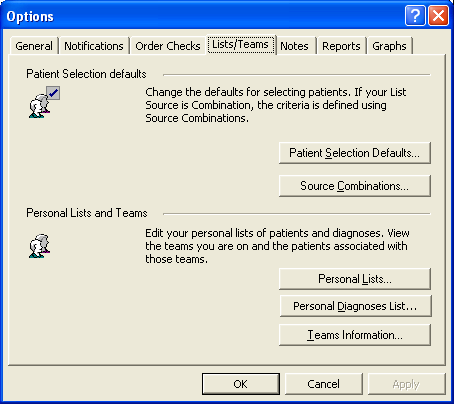 Options
General Notifications Order Checks Lists/Teams Notes Reports Graphs
Patient Selection defaults
Change the defaults for selecting patients. If your List
Source is Combination, the criteria is defined using
Source Combinations.
Patient Selection Defaults...
Source Combinations...
Personal Lists and Teams
Edit your personal lists of patients and diagnoses. View
the teams you are on and the patients associated with
those teams.
Personal Lists...
Personal Diagnoses List...
Teams Information...
OK Cancel Apply